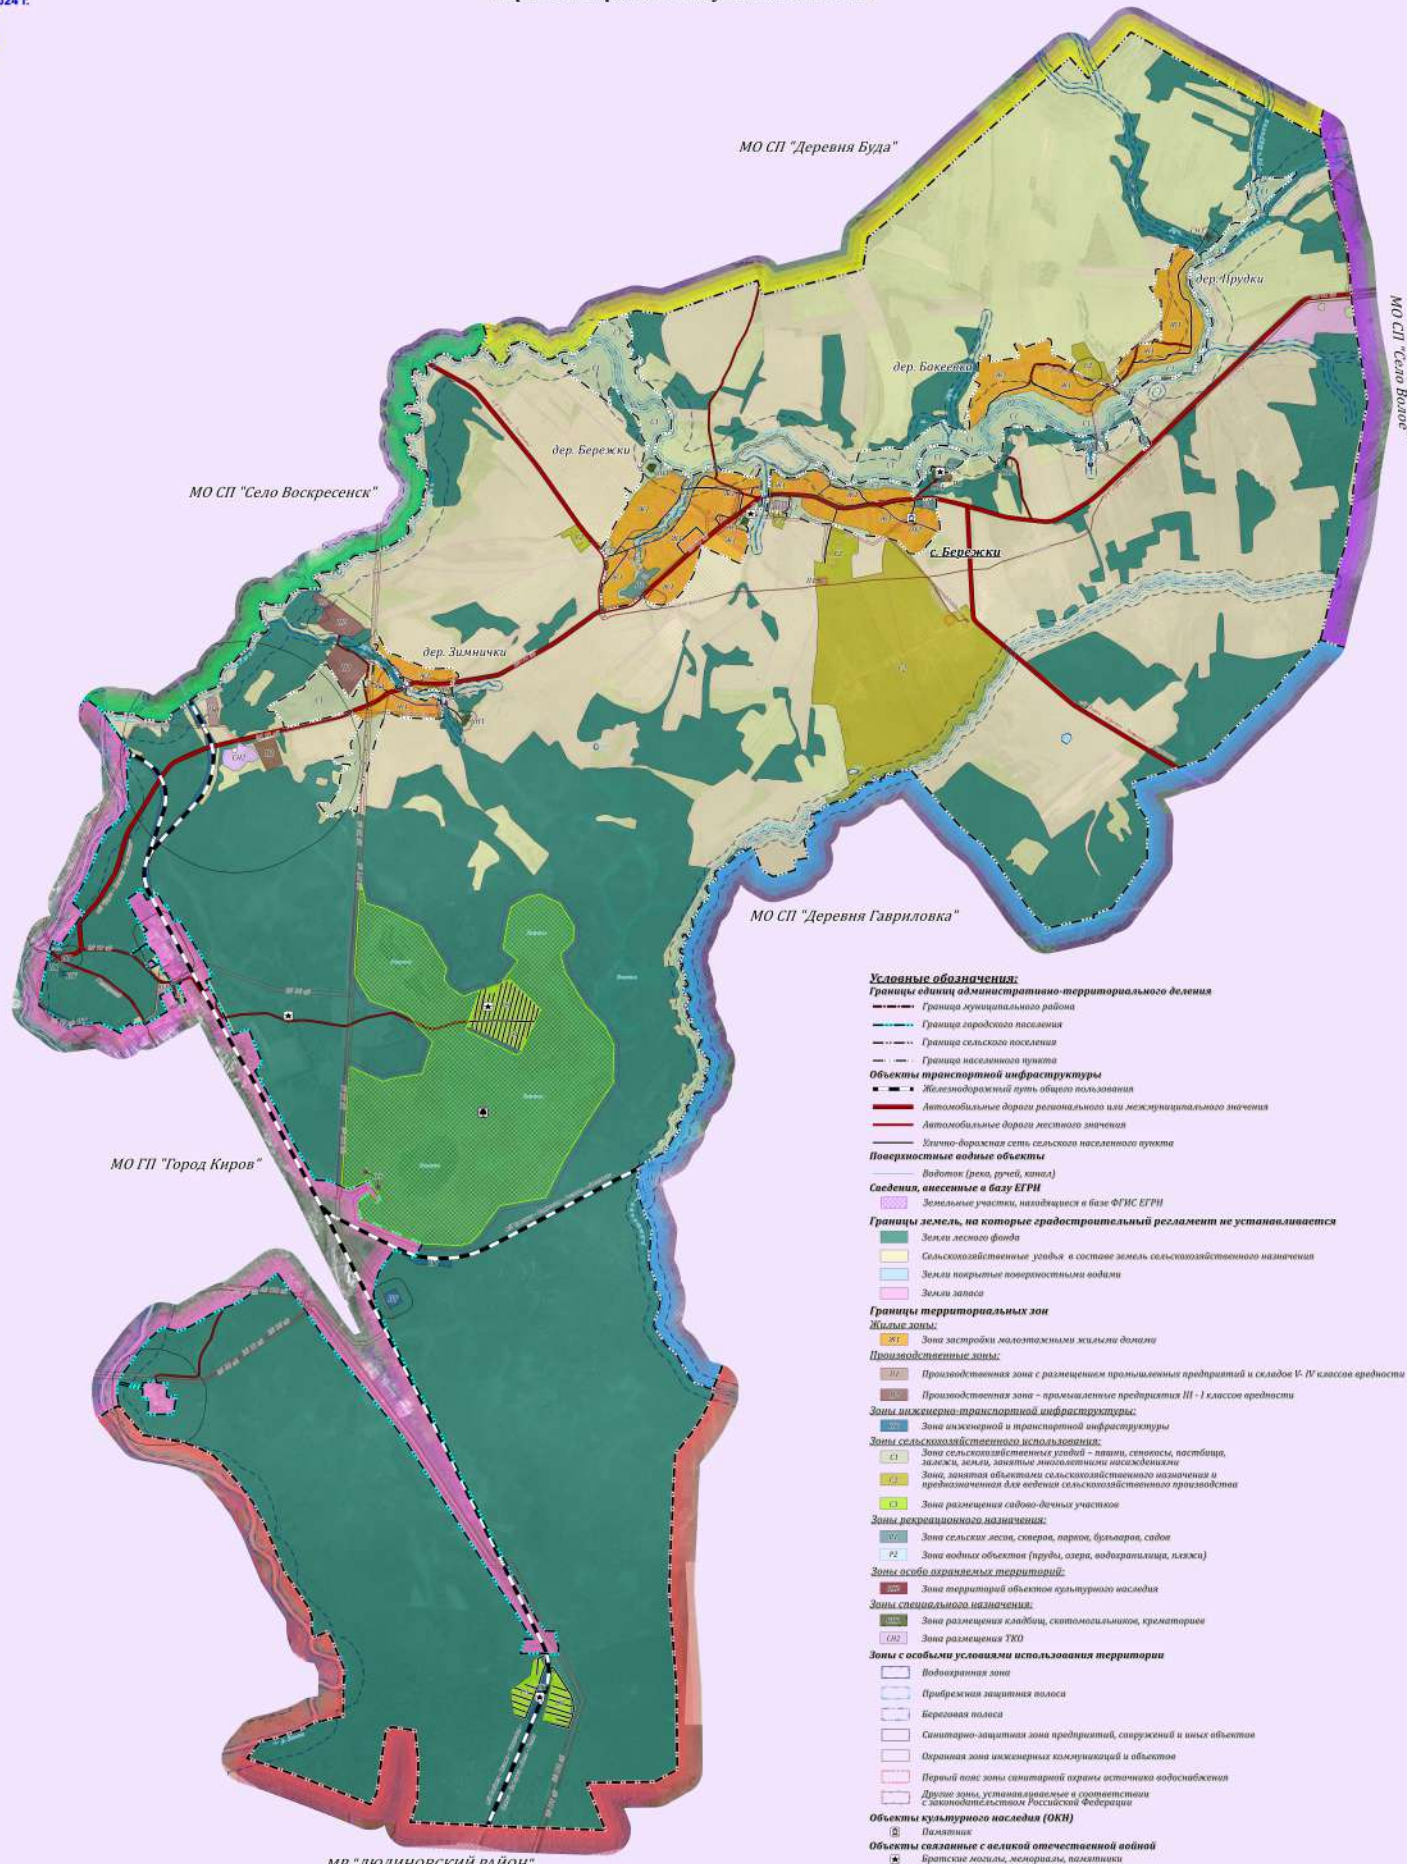 МО СП "Деревня Буда"
МО СП "Село Волое"
дер. Прудки
дер. Бакеевка
дер. Бережки
МО СП "Село Воскресенск"
с. Бережки
дер. Зимнички
МО СП "Деревня Гавриловка"
МО ГП "Город Киров"
МР "ЛЮДИНОВСКИЙ РАЙОН"
Условные обозначения:
Границы единиц административно-территориального деления
Граница муниципального района
Граница городского поселения
Граница сельского поселения
Граница населенного пункта
Объекты транспортной инфраструктуры
Железнодорожный путь общего пользования
Автомобильные дороги регионального или межмуниципального значения
Автомобильные дороги местного значения
Улично-дорожная сеть сельского населенного пункта
Поверхностные водные объекты
Водоток (река, ручей, канал)
Сведения, внесенные в базу ЕГРН
Земельные участки, находящиеся в базе ФГИС ЕГРН
Границы земель, на которые градостроительный регламент не устанавливается
Земли лесного фонда
Сельскохозяйственные угодья в составе земель сельскохозяйственного назначения
Земли покрытые поверхностными водами
Земли запаса
Границы территориальных зон
Жилые зоны:
Ж1 Зона застройки малоэтажными жилыми домами
Производственные зоны:
П1 Производственная зона с размещением промышленных предприятий и складов V- IV классов вредности
Производственная зона – промышленные предприятия III - I классов вредности
Зоны инженерно-транспортной инфраструктуры:
Зона инженерной и транспортной инфраструктуры
Зоны сельскохозяйственного использования:
С1 Зона сельскохозяйственных угодий – пашни, сенокосы, пастбища,
залежи, земли, занятые многолетними насаждениями
С2 Зона, занятая объектами сельскохозяйственного назначения и
предназначенная для ведения сельскохозяйственного производства
С3 Зона размещения садово-дачных участков
Зоны рекреационного назначения:
Р1 Зона сельских лесов, скверов, парков, бульваров, садов
Р2 Зона водных объектов (пруды, озера, водохранилища, пляжи)
Зоны особо охраняемых территорий:
Зона территорий объектов культурного наследия
Зоны специального назначения:
Зона размещения кладбищ, скотомогильников, крематориев
СН2 Зона размещения ТКО
Зоны с особыми условиями использования территории
Водоохранная зона
Прибрежная защитная полоса
Береговая полоса
Санитарно-защитная зона предприятий, сооружений и иных объектов
Охранная зона инженерных коммуникаций и объектов
Первый пояс зоны санитарной охраны источника водоснабжения
Другие зоны, устанавливаемые в соответствии
с законодательством Российской Федерации
Объекты культурного наследия (ОКН)
Памятник
Объекты связанные с великой отечественной войной
Братские могилы, мемориалы, памятники